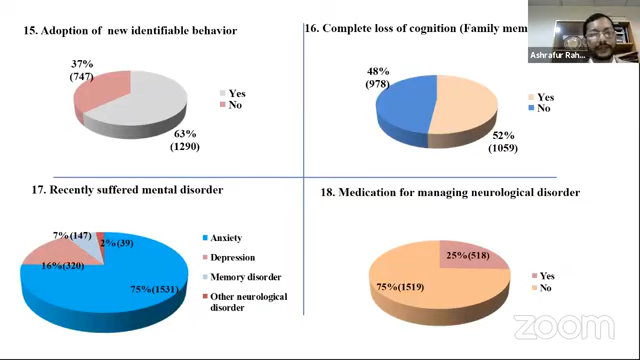 15. Adoption of new identifiable behavior
37%
(747)
Yes
No
63%
(1290)
16. Complete loss of cognition (Family mem
48%
(978)
Yes
No
52%
(1059)
Ashrafur Rah...
17. Recently suffered mental disorder
7% (147)
2% (39)
16% (320)
75%(1531)
Anxiety
Depression
Memory disorder
Other neurological
disorder
18. Medication for managing neurological disorder
25%(518)
75%(1519)
Yes
No
zoom